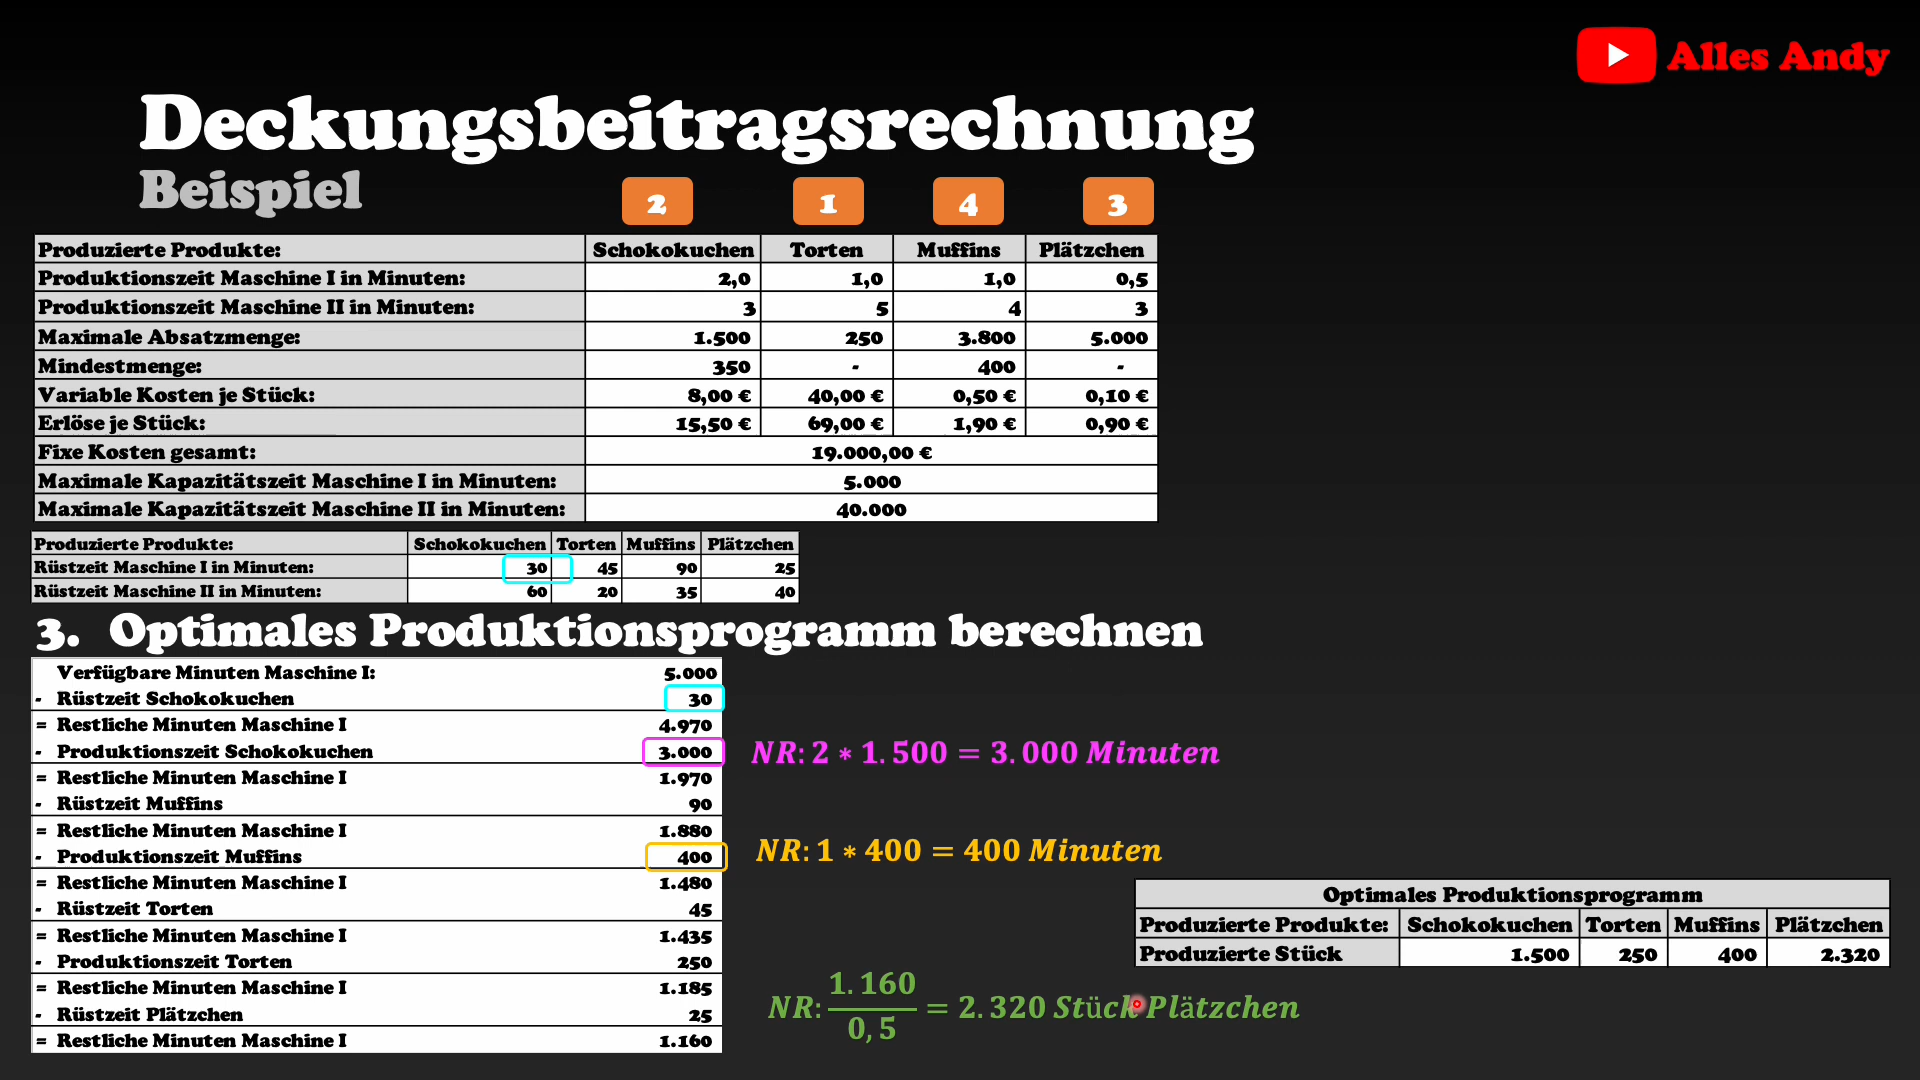 Alles Andy
Deckungsbeitragsrechnung
Beispiel
2 1 4 3
Produzierte Produkte: Schokokuchen Torten Muffins Plätzchen
Produktionszeit Maschine I in Minuten: 2,0 1,0 1,0 0,5
Produktionszeit Maschine II in Minuten: 3 5 4 3
Maximale Absatzmenge: 1.500 250 3.800 5.000
Mindestmenge: 350 - 400 -
Variable Kosten je Stück: 8,00 € 40,00 € 0,50 € 0,10 €
Erlöse je Stück: 15,50 € 69,00 € 1,90 € 0,90 €
Fixe Kosten gesamt: 19.000,00 €
Maximale Kapazitätszeit Maschine I in Minuten: 5.000
Maximale Kapazitätszeit Maschine II in Minuten: 40.000
Produzierte Produkte: Schokokuchen Torten Muffins Plätzchen
Rüstzeit Maschine I in Minuten: 30 45 90 25
Rüstzeit Maschine II in Minuten: 60 20 35 40
3. Optimales Produktionsprogramm berechnen
Verfügbare Minuten Maschine I: 5.000
- Rüstzeit Schokokuchen 30
= Restliche Minuten Maschine I 4.970
- Produktionszeit Schokokuchen 3.000
= Restliche Minuten Maschine I 1.970
- Rüstzeit Muffins 90
= Restliche Minuten Maschine I 1.880
- Produktionszeit Muffins 400
= Restliche Minuten Maschine I 1.480
- Rüstzeit Torten 45
= Restliche Minuten Maschine I 1.435
- Produktionszeit Torten 250
= Restliche Minuten Maschine I 1.185
- Rüstzeit Plätzchen 25
= Restliche Minuten Maschine I 1.160
NR: 2 * 1.500 = 3.000 Minuten
NR: 1 * 400 = 400 Minuten
NR: 1.160 / 0,5 = 2.320 Stück Plätzchen
Optimales Produktionsprogramm
Produzierte Produkte: Schokokuchen Torten Muffins Plätzchen
Produzierte Stück 1.500 250 400 2.320